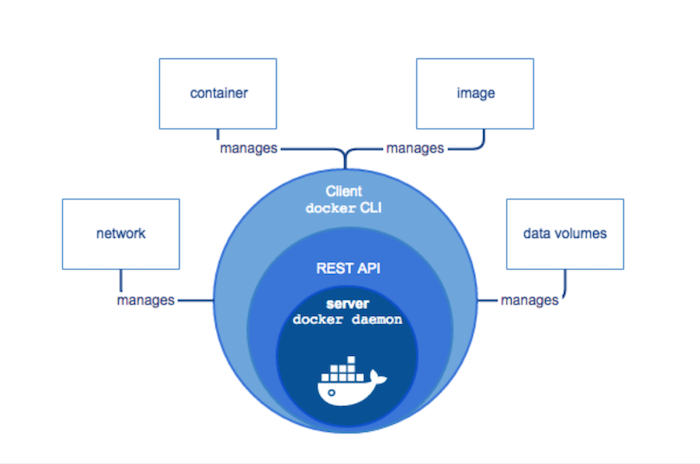 container
image
manages
manages
Client
docker CLI
network
data volumes
REST API
manages
server
manages
docker daemon